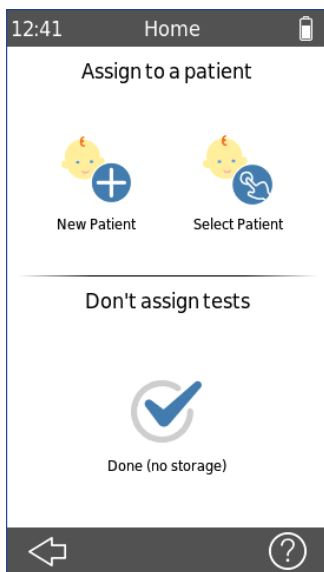 12:41 Home
Assign to a patient
New Patient Select Patient
Don't assign tests
Done (no storage)
?